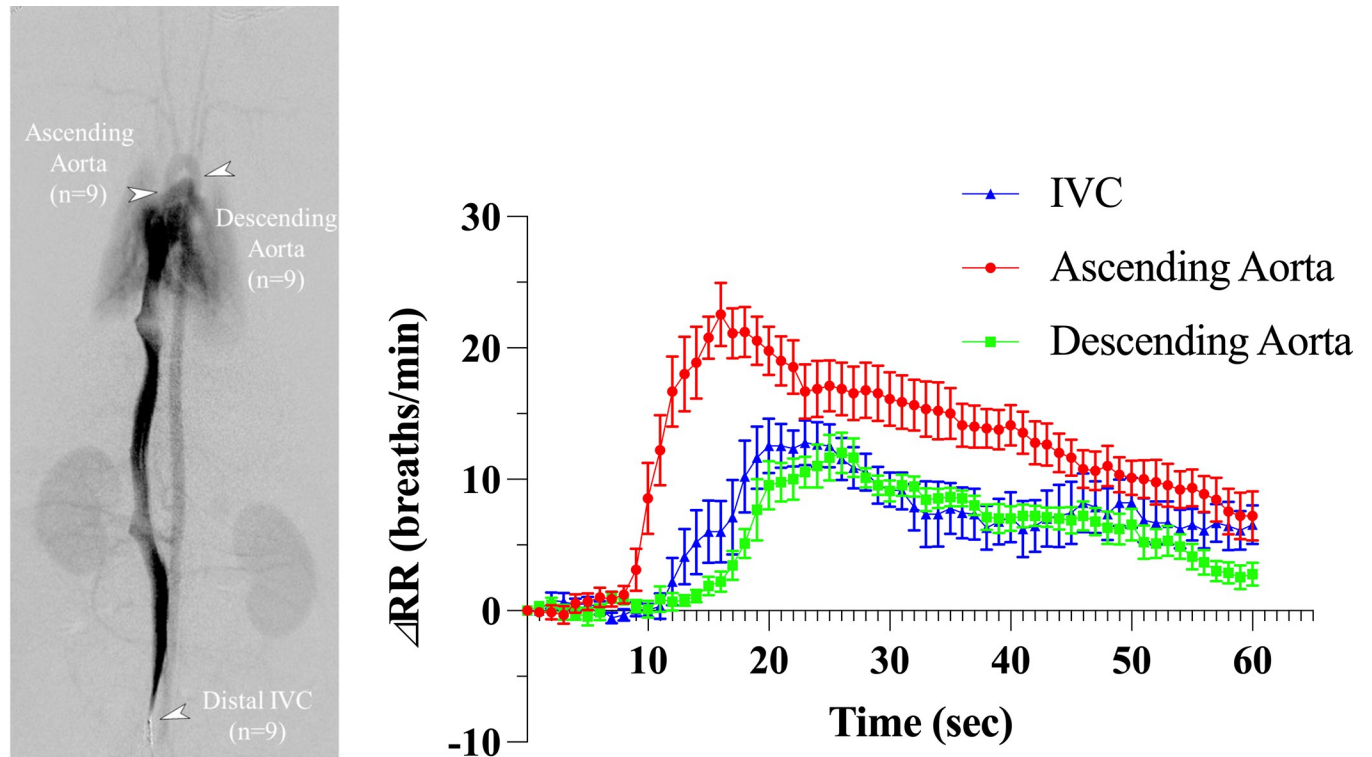 Ascending
Aorta
(n=9)
Descending
Aorta
(n=9)
Distal IVC
(n=9)
IVC
Ascending Aorta
Descending Aorta
30
20
10
0
-10
ΔRR (breaths/min)
10 20 30 40 50 60
Time (sec)